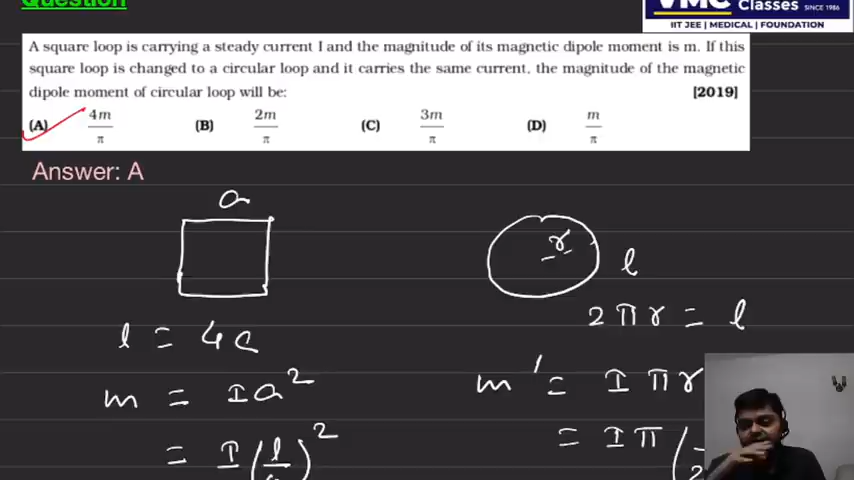 Question
VMC Classes
SINCE 1986
IIT JEE | MEDICAL | FOUNDATION
A square loop is carrying a steady current I and the magnitude of its magnetic dipole moment is m. If this
square loop is changed to a circular loop and it carries the same current, the magnitude of the magnetic
dipole moment of circular loop will be: [2019]
(A) 4m/π (B) 2m/π (C) 3m/π (D) m/π
Answer: A
a
r
l
2πr = l
l = 4a
m = Ia²
m' = Iπr
= I(l/
)²
= Iπ(